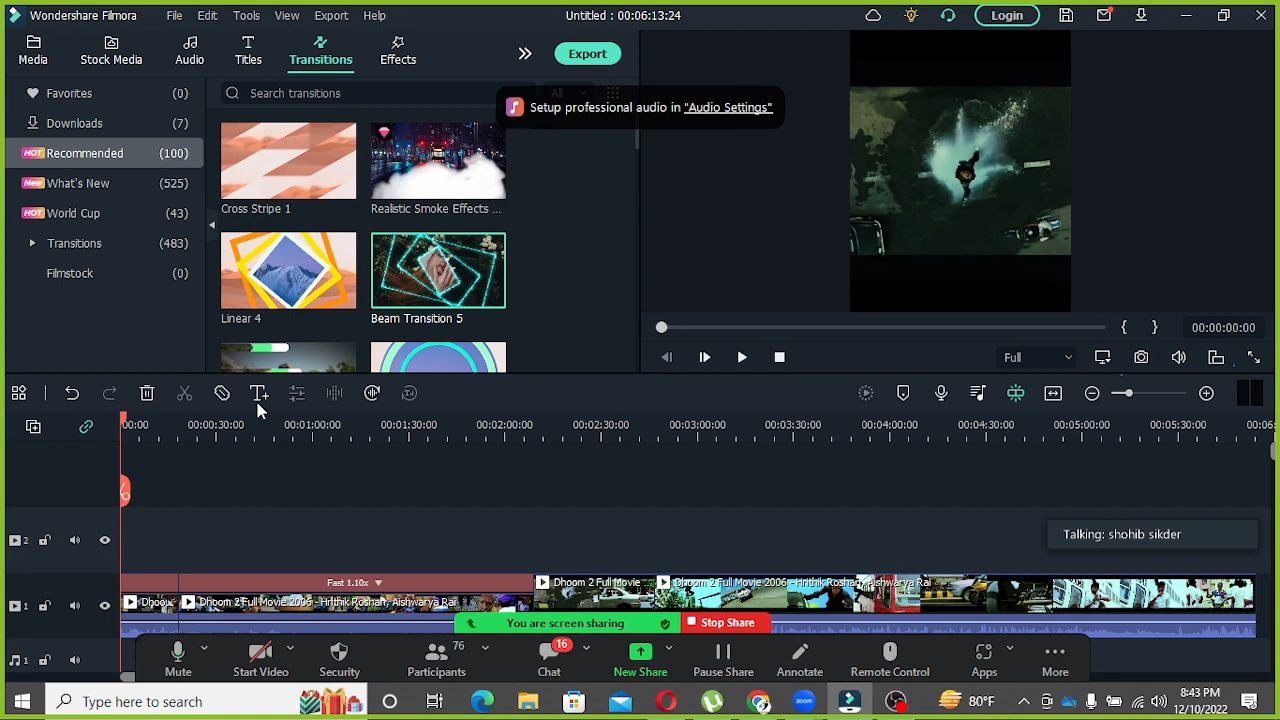 Wondershare Filmora File Edit Tools View Export Help Untitled : 00:06:13:24 Login
Media Stock Media Audio Titles Transitions Effects Export
Favorites (0)
Downloads (7)
HOT Recommended (100)
New What's New (525)
HOT World Cup (43)
Transitions (483)
Filmstock (0)
Search transitions All
Setup professional audio in "Audio Settings"
Cross Stripe 1 Realistic Smoke Effects ...
Linear 4 Beam Transition 5
00:00:00:00
Full
00:00 00:00:30:00 00:01:00:00 00:01:30:00 00:02:00:00 00:02:30:00 00:03:00:00 00:03:30:00 00:04:00:00 00:04:30:00 00:05:00:00 00:05:30:00 00:06:
2
Talking: shohib sikder
Fast 1.10x
Dhoom 2 Full Movie Dhoom 2 Full Movie 2006 - Hrithik Roshan, Aishwarya Rai
1 Dhoo Dhoom 2 Full Movie 2006 - Hrithik Roshan, Aishwarya Rai
You are screen sharing Stop Share
1
16
76
Mute Start Video Security Participants Chat New Share Pause Share Annotate Remote Control Apps More
Type here to search
zoom
80°F
8:43 PM
12/10/2022